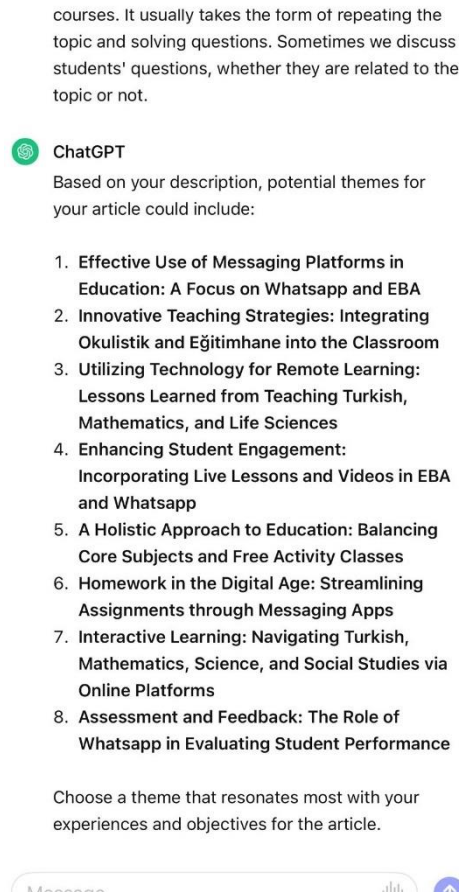 courses. It usually takes the form of repeating the
topic and solving questions. Sometimes we discuss
students' questions, whether they are related to the
topic or not.
ChatGPT
Based on your description, potential themes for
your article could include:
1. Effective Use of Messaging Platforms in
Education: A Focus on Whatsapp and EBA
2. Innovative Teaching Strategies: Integrating
Okulistik and Eğitimhane into the Classroom
3. Utilizing Technology for Remote Learning:
Lessons Learned from Teaching Turkish,
Mathematics, and Life Sciences
4. Enhancing Student Engagement:
Incorporating Live Lessons and Videos in EBA
and Whatsapp
5. A Holistic Approach to Education: Balancing
Core Subjects and Free Activity Classes
6. Homework in the Digital Age: Streamlining
Assignments through Messaging Apps
7. Interactive Learning: Navigating Turkish,
Mathematics, Science, and Social Studies via
Online Platforms
8. Assessment and Feedback: The Role of
Whatsapp in Evaluating Student Performance
Choose a theme that resonates most with your
experiences and objectives for the article.
Message